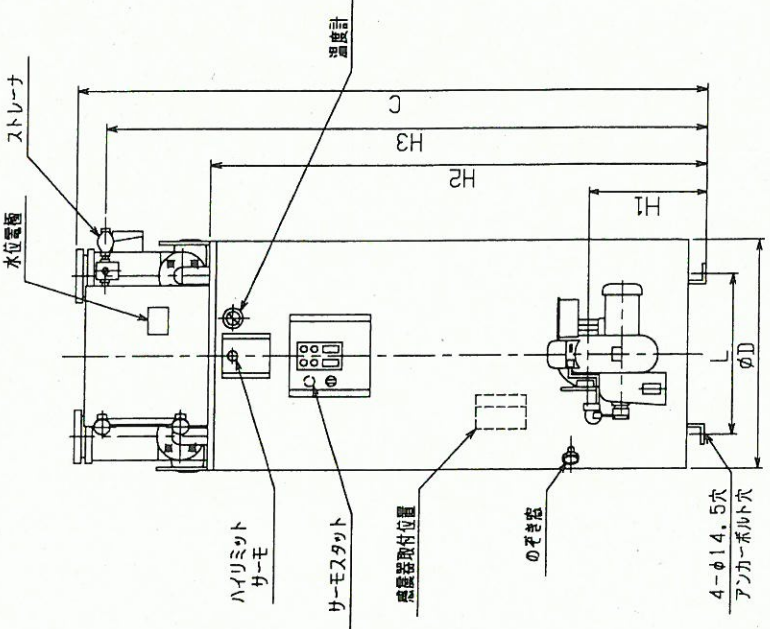 ストレーナ
水位電極
温度計
C
H3
H2
H1
ハイリミット
サーモ
サーモスタット
感震器取付位置
のぞき窓
L
φD
4-φ14.5穴
アンカーボルト穴